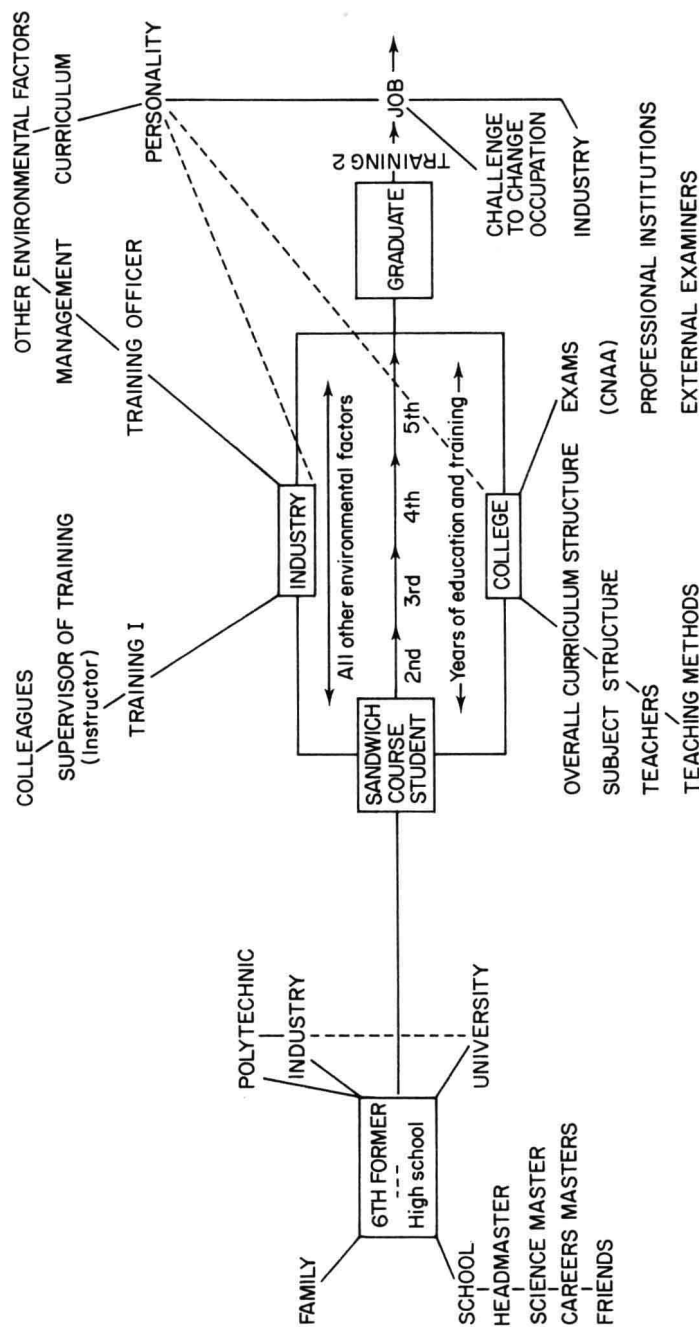 FAMILY
6TH FORMER
High school
SCHOOL
HEADMASTER
SCIENCE MASTER
CAREERS MASTERS
FRIENDS
POLYTECHNIC
INDUSTRY
UNIVERSITY
SANDWICH
COURSE
STUDENT
COLLEAGUES
SUPERVISOR OF TRAINING
(Instructor)
TRAINING I
INDUSTRY
All other environmental factors
2nd 3rd 4th 5th
Years of education and training
COLLEGE
OVERALL CURRICULUM STRUCTURE
SUBJECT STRUCTURE
TEACHERS
TEACHING METHODS
EXAMS
(CNAA)
PROFESSIONAL INSTITUTIONS
EXTERNAL EXAMINERS
OTHER ENVIRONMENTAL FACTORS
MANAGEMENT
TRAINING OFFICER
CURRICULUM
PERSONALITY
GRADUATE
TRAINING 2
JOB
CHALLENGE
TO CHANGE
OCCUPATION
INDUSTRY